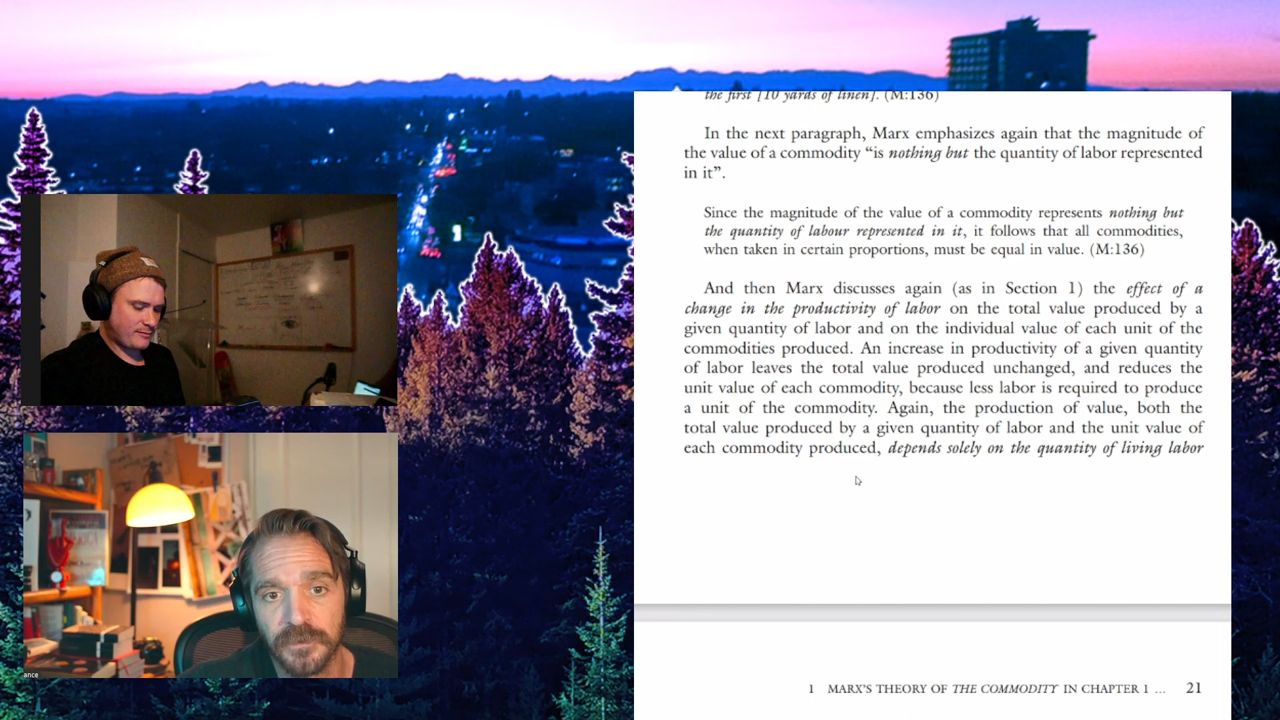 the first [10 yards of linen]. (M:136)
In the next paragraph, Marx emphasizes again that the magnitude of
the value of a commodity “is nothing but the quantity of labor represented
in it”.
Since the magnitude of the value of a commodity represents nothing but
the quantity of labour represented in it, it follows that all commodities,
when taken in certain proportions, must be equal in value. (M:136)
And then Marx discusses again (as in Section 1) the effect of a
change in the productivity of labor on the total value produced by a
given quantity of labor and on the individual value of each unit of the
commodities produced. An increase in productivity of a given quantity
of labor leaves the total value produced unchanged, and reduces the
unit value of each commodity, because less labor is required to produce
a unit of the commodity. Again, the production of value, both the
total value produced by a given quantity of labor and the unit value of
each commodity produced, depends solely on the quantity of living labor
1 MARX’S THEORY OF THE COMMODITY IN CHAPTER 1 … 21
ance